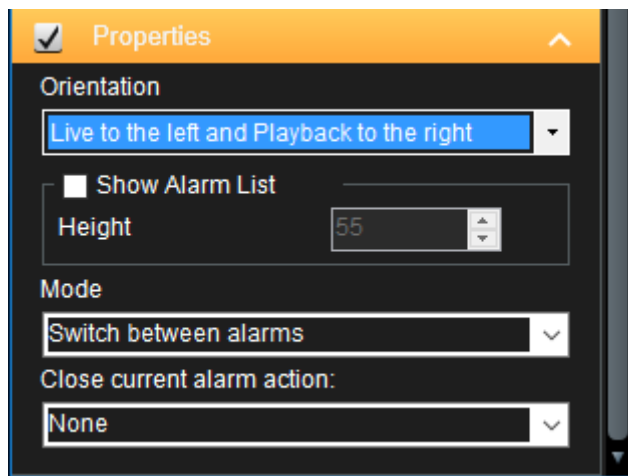 Properties
Orientation
Live to the left and Playback to the right
Show Alarm List
Height 55
Mode
Switch between alarms
Close current alarm action:
None